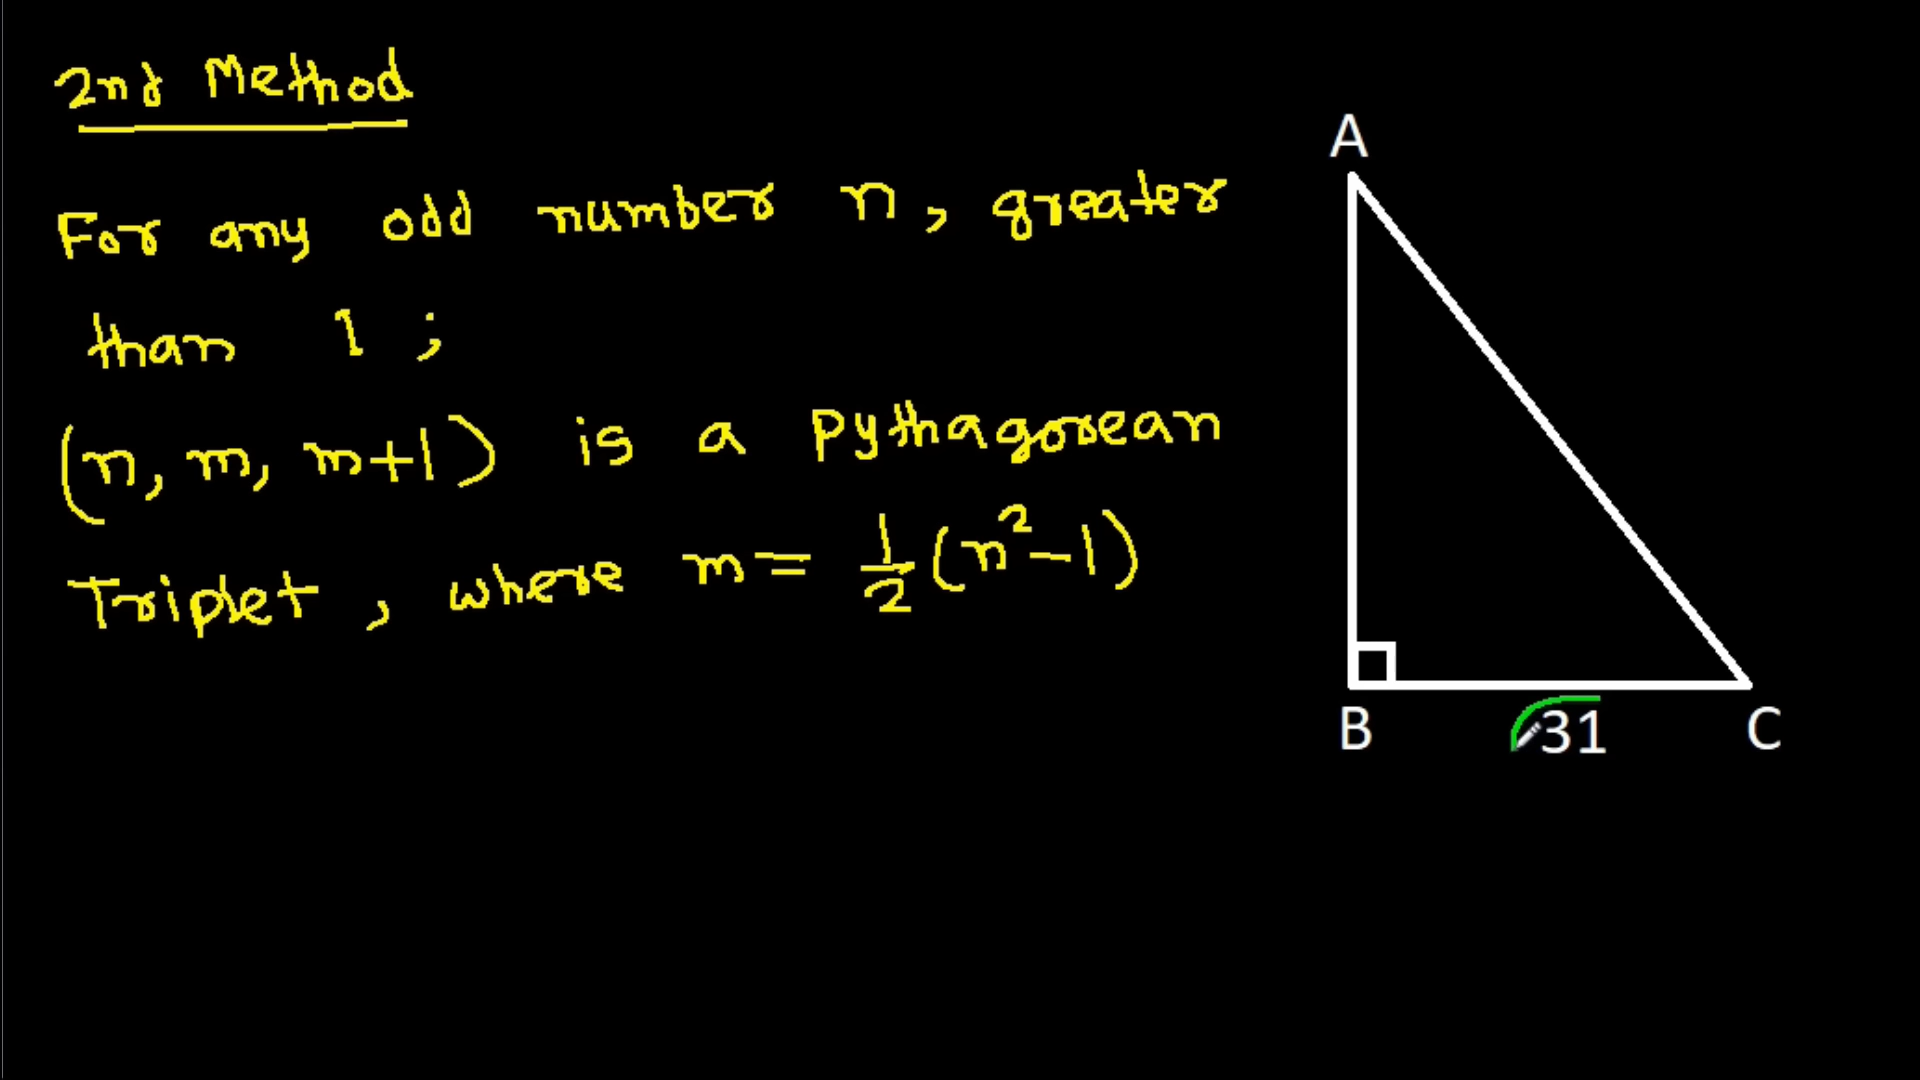 2nd Method
For any odd number n, greater
than 1 ;
(n, m, m+1) is a Pythagorean
Triplet, where m = 1/2 (n² - 1)
A
B
31
C